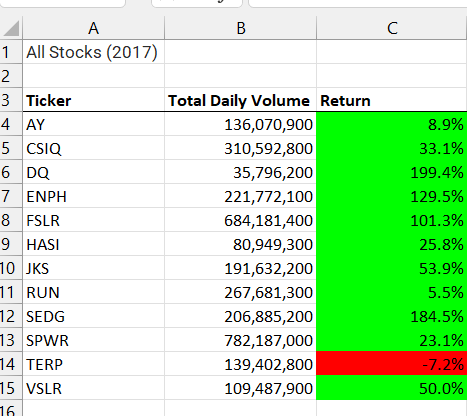 A B C
1 All Stocks (2017)
2
3 Ticker Total Daily Volume Return
4 AY 136,070,900 8.9%
5 CSIQ 310,592,800 33.1%
6 DQ 35,796,200 199.4%
7 ENPH 221,772,100 129.5%
8 FSLR 684,181,400 101.3%
9 HASI 80,949,300 25.8%
10 JKS 191,632,200 53.9%
11 RUN 267,681,300 5.5%
12 SEDG 206,885,200 184.5%
13 SPWR 782,187,000 23.1%
14 TERP 139,402,800 -7.2%
15 VSLR 109,487,900 50.0%
16